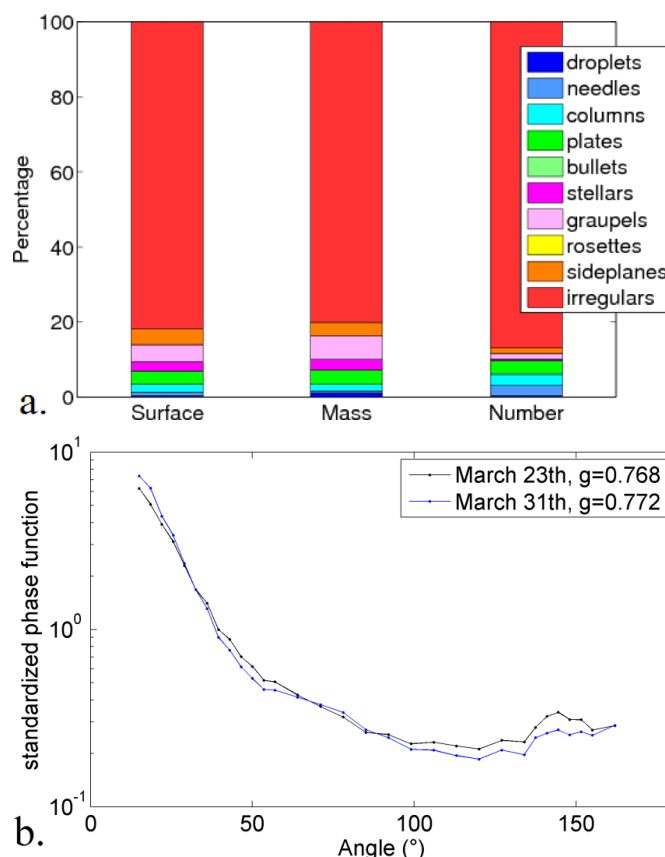 100
80
60
40
20
0
Percentage
droplets
needles
columns
plates
bullets
stellars
graupels
rosettes
sideplanes
irregulars
Surface Mass Number
a.
10^1
10^0
10^-1
standardized phase function
March 23th, g=0.768
March 31th, g=0.772
0 50 100 150
Angle (°)
b.